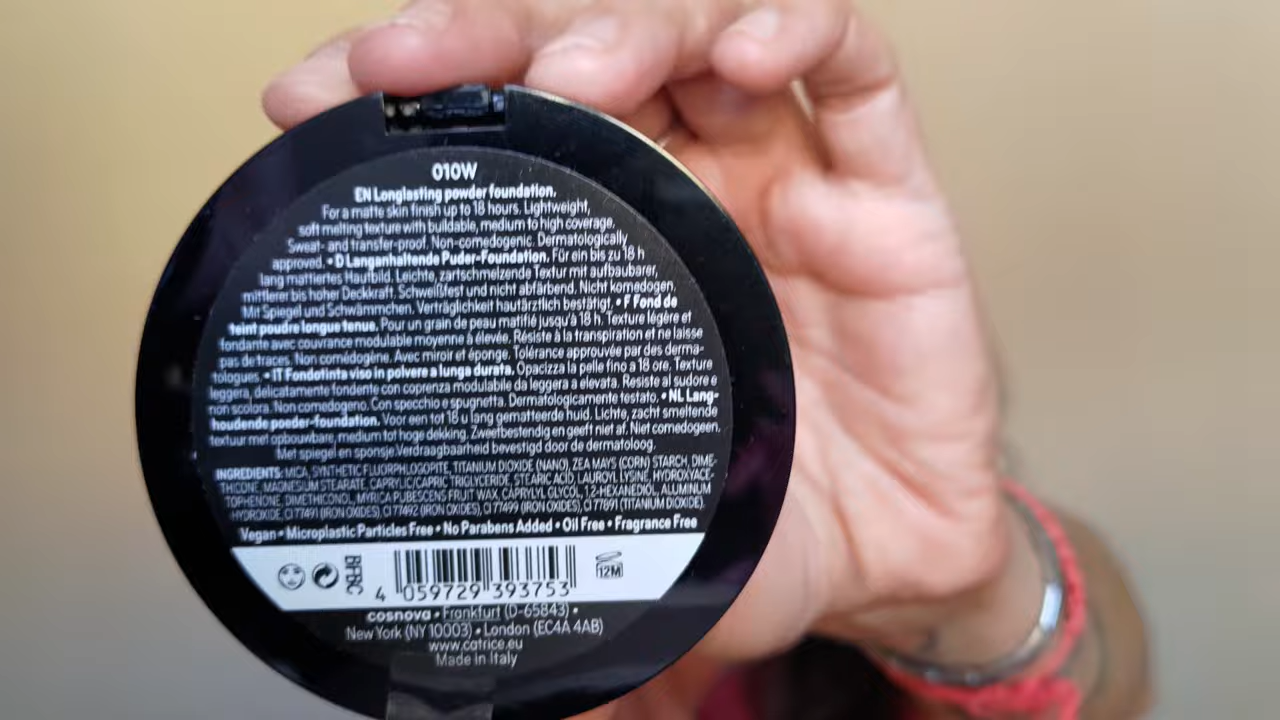 010W
EN Longlasting powder foundation.
For a matte skin finish up to 18 hours. Lightweight,
soft melting texture with buildable, medium to high coverage.
Sweat- and transfer-proof. Non-comedogenic. Dermatologically
approved. • D Langanhaltende Puder-Foundation. Für ein bis zu 18 h
lang mattiertes Hautbild. Leichte, zartschmelzende Textur mit aufbaubarer,
mittlerer bis hoher Deckkraft. Schweißfest und nicht abfärbend. Nicht komedogen.
Mit Spiegel und Schwämmchen. Verträglichkeit hautärztlich bestätigt. • F Fond de
teint poudre longue tenue. Pour un grain de peau matifié jusqu'à 18 h. Texture légère et
fondante avec couvrance modulable moyenne à élevée. Résiste à la transpiration et ne laisse
pas de traces. Non comédogène. Avec miroir et éponge. Tolérance approuvée par des derma-
tologues. • IT Fondotinta viso in polvere a lunga durata. Opacizza la pelle fino a 18 ore. Texture
leggera, delicatamente fondente con coprenza modulabile da leggera a elevata. Resiste al sudore e
non scolora. Non comedogeno. Con specchio e spugnetta. Dermatologicamente testato. • NL Lang-
houdende poeder-foundation. Voor een tot 18 u lang gematteerde huid. Lichte, zacht smeltende
textuur met opbouwbare, medium tot hoge dekking. Zweetbestendig en geeft niet af. Niet comedogeen.
Met spiegel en sponsje.Verdraagbaarheid bevestigd door de dermatoloog.
INGREDIENTS: MICA, SYNTHETIC FLUORPHLOGOPITE, TITANIUM DIOXIDE (NANO), ZEA MAYS (CORN) STARCH, DIME-
THICONE, MAGNESIUM STEARATE, CAPRYLIC/CAPRIC TRIGLYCERIDE, STEARIC ACID, LAUROYL LYSINE, HYDROXYACE-
TOPHENONE, DIMETHICONOL, MYRICA PUBESCENS FRUIT WAX, CAPRYLYL GLYCOL, 1,2-HEXANEDIOL, ALUMINUM
HYDROXIDE, CI 77491 (IRON OXIDES), CI 77492 (IRON OXIDES), CI 77499 (IRON OXIDES), CI 77891 (TITANIUM DIOXIDE).
Vegan • Microplastic Particles Free • No Parabens Added • Oil Free • Fragrance Free
BFBC
4 059729 393753
12M
cosnova • Frankfurt (D-65843) •
New York (NY 10003) • London (EC4A 4AB)
www.catrice.eu
Made in Italy